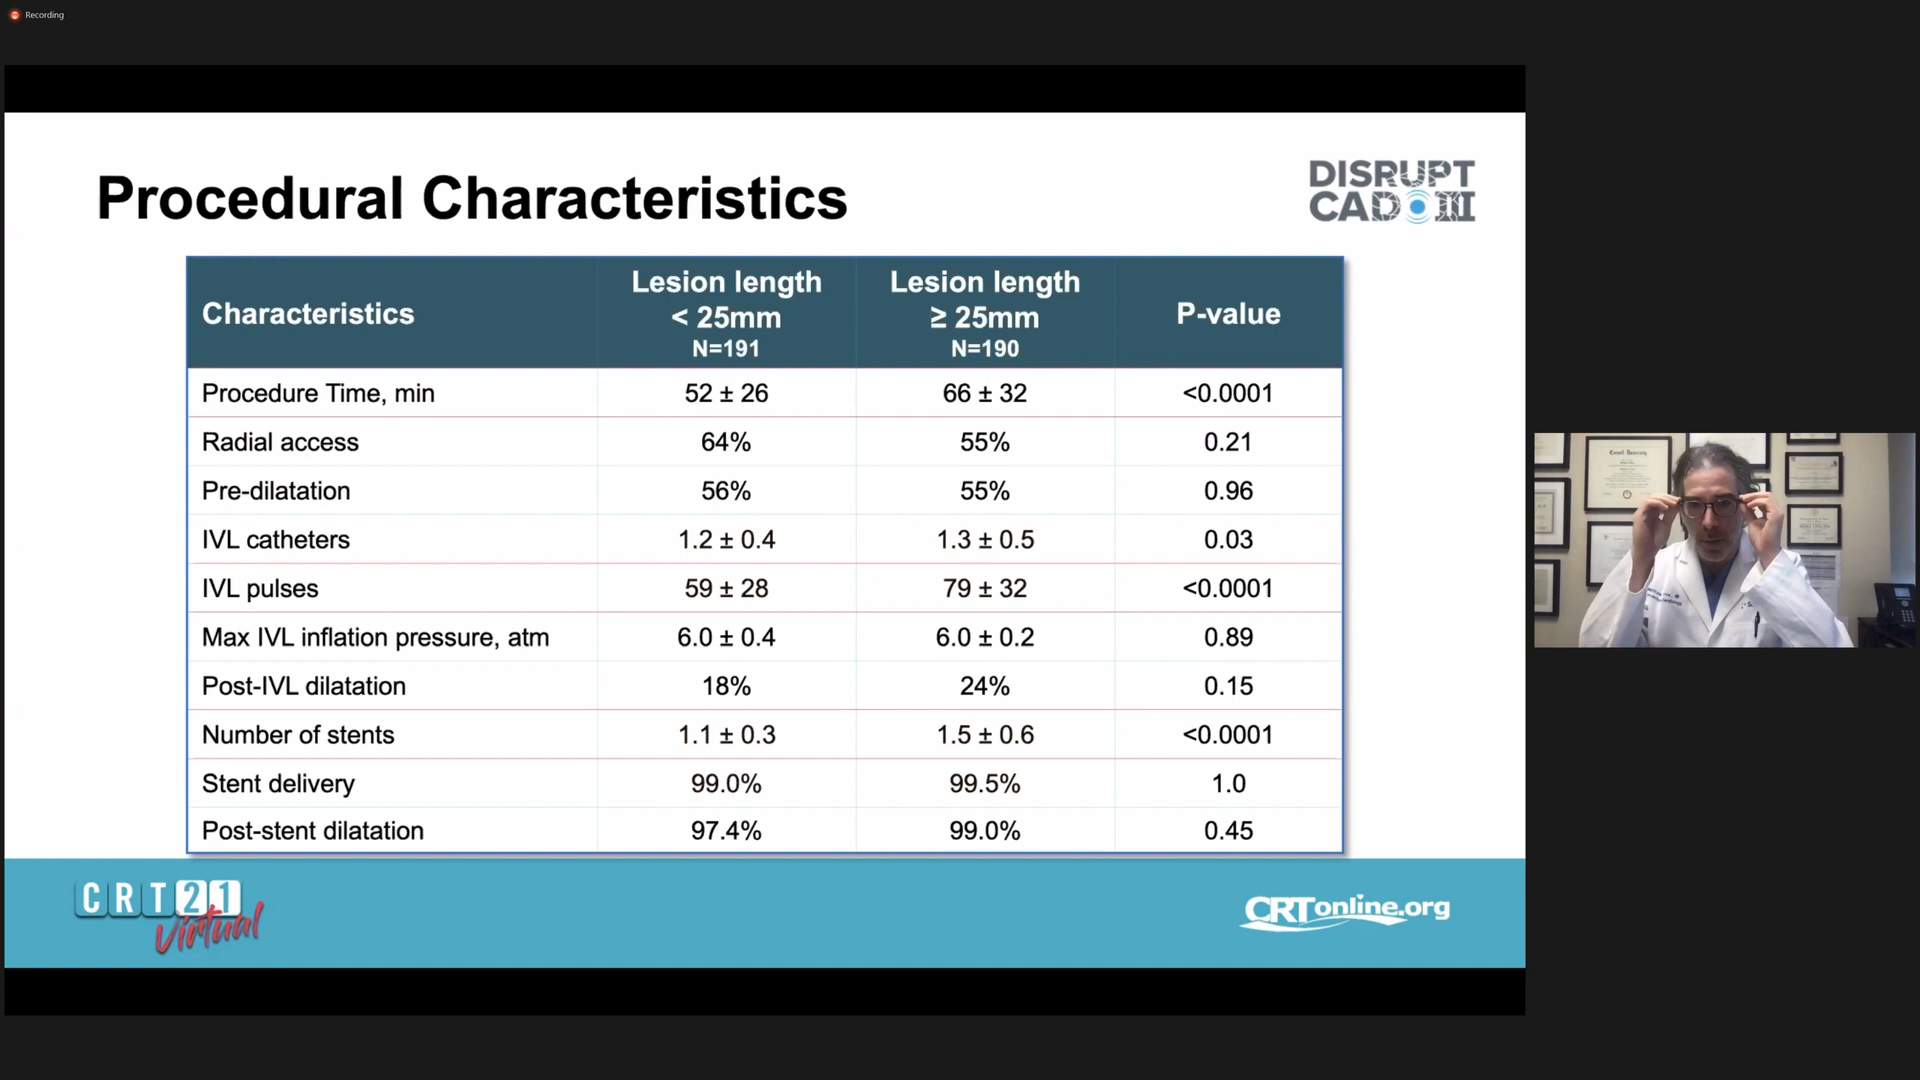 Recording
Procedural Characteristics
DISRUPT
CAD III
Characteristics
Lesion length
< 25mm
N=191
Lesion length
≥ 25mm
N=190
P-value
Procedure Time, min 52 ± 26 66 ± 32 <0.0001
Radial access 64% 55% 0.21
Pre-dilatation 56% 55% 0.96
IVL catheters 1.2 ± 0.4 1.3 ± 0.5 0.03
IVL pulses 59 ± 28 79 ± 32 <0.0001
Max IVL inflation pressure, atm 6.0 ± 0.4 6.0 ± 0.2 0.89
Post-IVL dilatation 18% 24% 0.15
Number of stents 1.1 ± 0.3 1.5 ± 0.6 <0.0001
Stent delivery 99.0% 99.5% 1.0
Post-stent dilatation 97.4% 99.0% 0.45
CRT21
Virtual
CRTonline.org
Cornell University